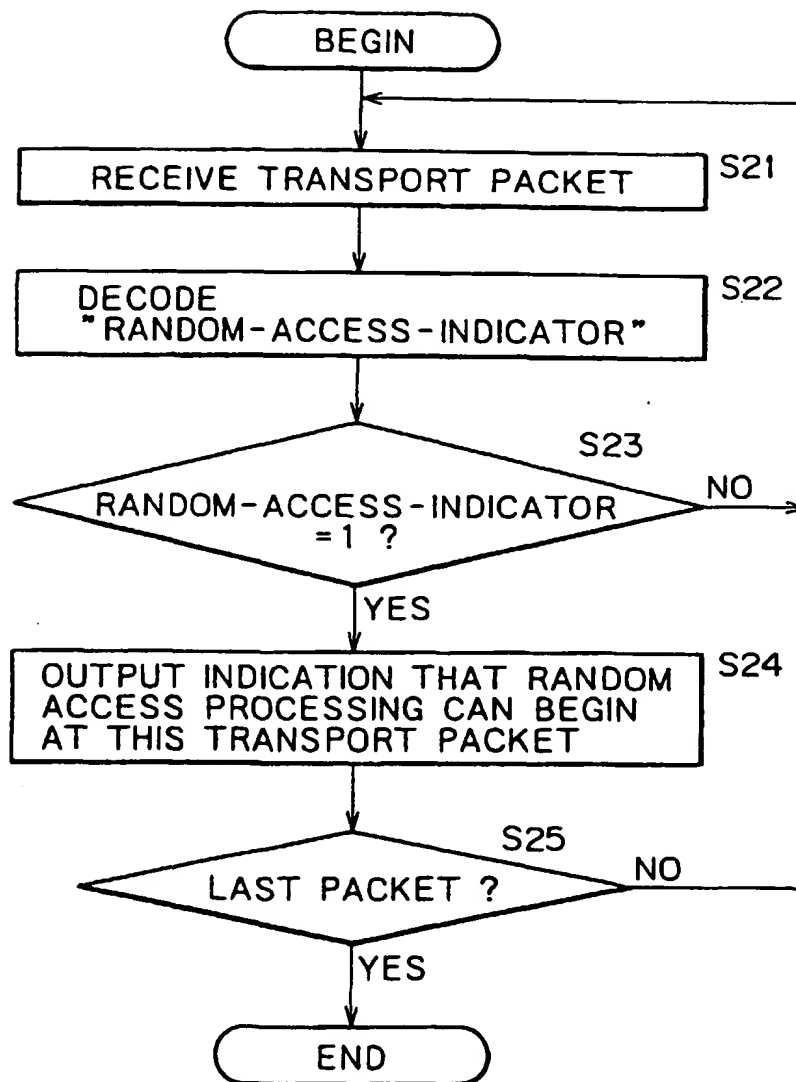 BEGIN
RECEIVE TRANSPORT PACKET
S21
DECODE
"RANDOM-ACCESS-INDICATOR"
S22
S23
RANDOM-ACCESS-INDICATOR
=1 ?
NO
YES
OUTPUT INDICATION THAT RANDOM
ACCESS PROCESSING CAN BEGIN
AT THIS TRANSPORT PACKET
S24
S25
LAST PACKET ?
NO
YES
END